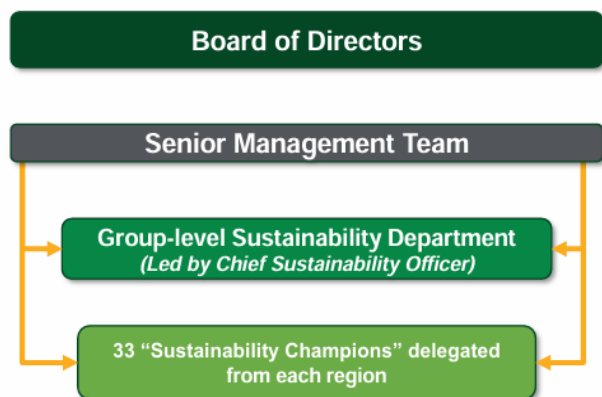 Board of Directors
Senior Management Team
Group-level Sustainability Department
(Led by Chief Sustainability Officer)
33 “Sustainability Champions” delegated
from each region